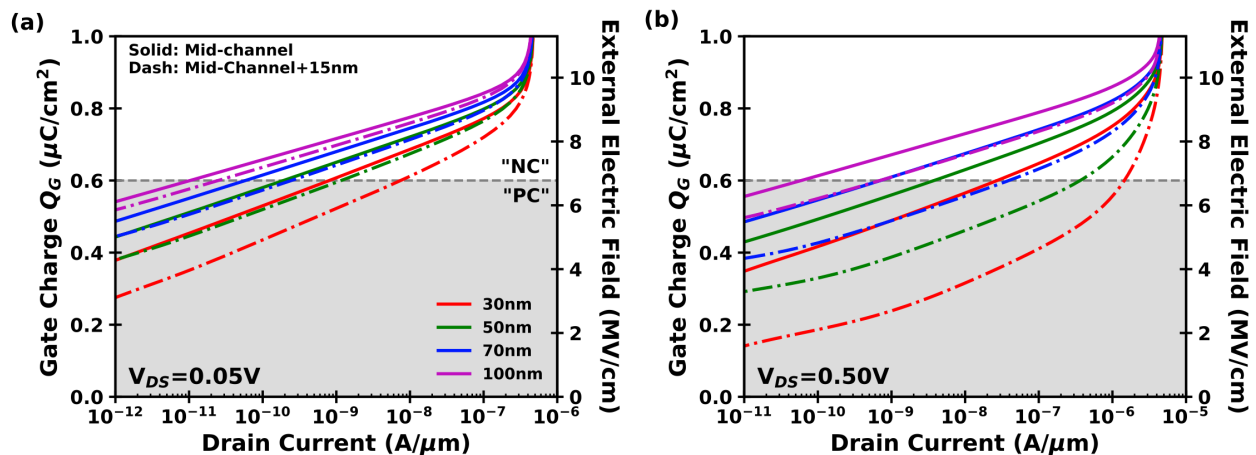 (a)
Solid: Mid-channel
Dash: Mid-Channel+15nm
"NC"
"PC"
30nm
50nm
70nm
100nm
V_{DS}=0.05V
Gate Charge Q_G (μC/cm²)
1.0
0.8
0.6
0.4
0.2
0.0
10⁻¹²
10⁻¹¹
10⁻¹⁰
10⁻⁹
10⁻⁸
10⁻⁷
10⁻⁶
Drain Current (A/μm)
10
8
6
4
2
0
External Electric Field (MV/cm)
(b)
V_{DS}=0.50V
Gate Charge Q_G (μC/cm²)
1.0
0.8
0.6
0.4
0.2
0.0
10⁻¹¹
10⁻¹⁰
10⁻⁹
10⁻⁸
10⁻⁷
10⁻⁶
10⁻⁵
Drain Current (A/μm)
10
8
6
4
2
0
External Electric Field (MV/cm)